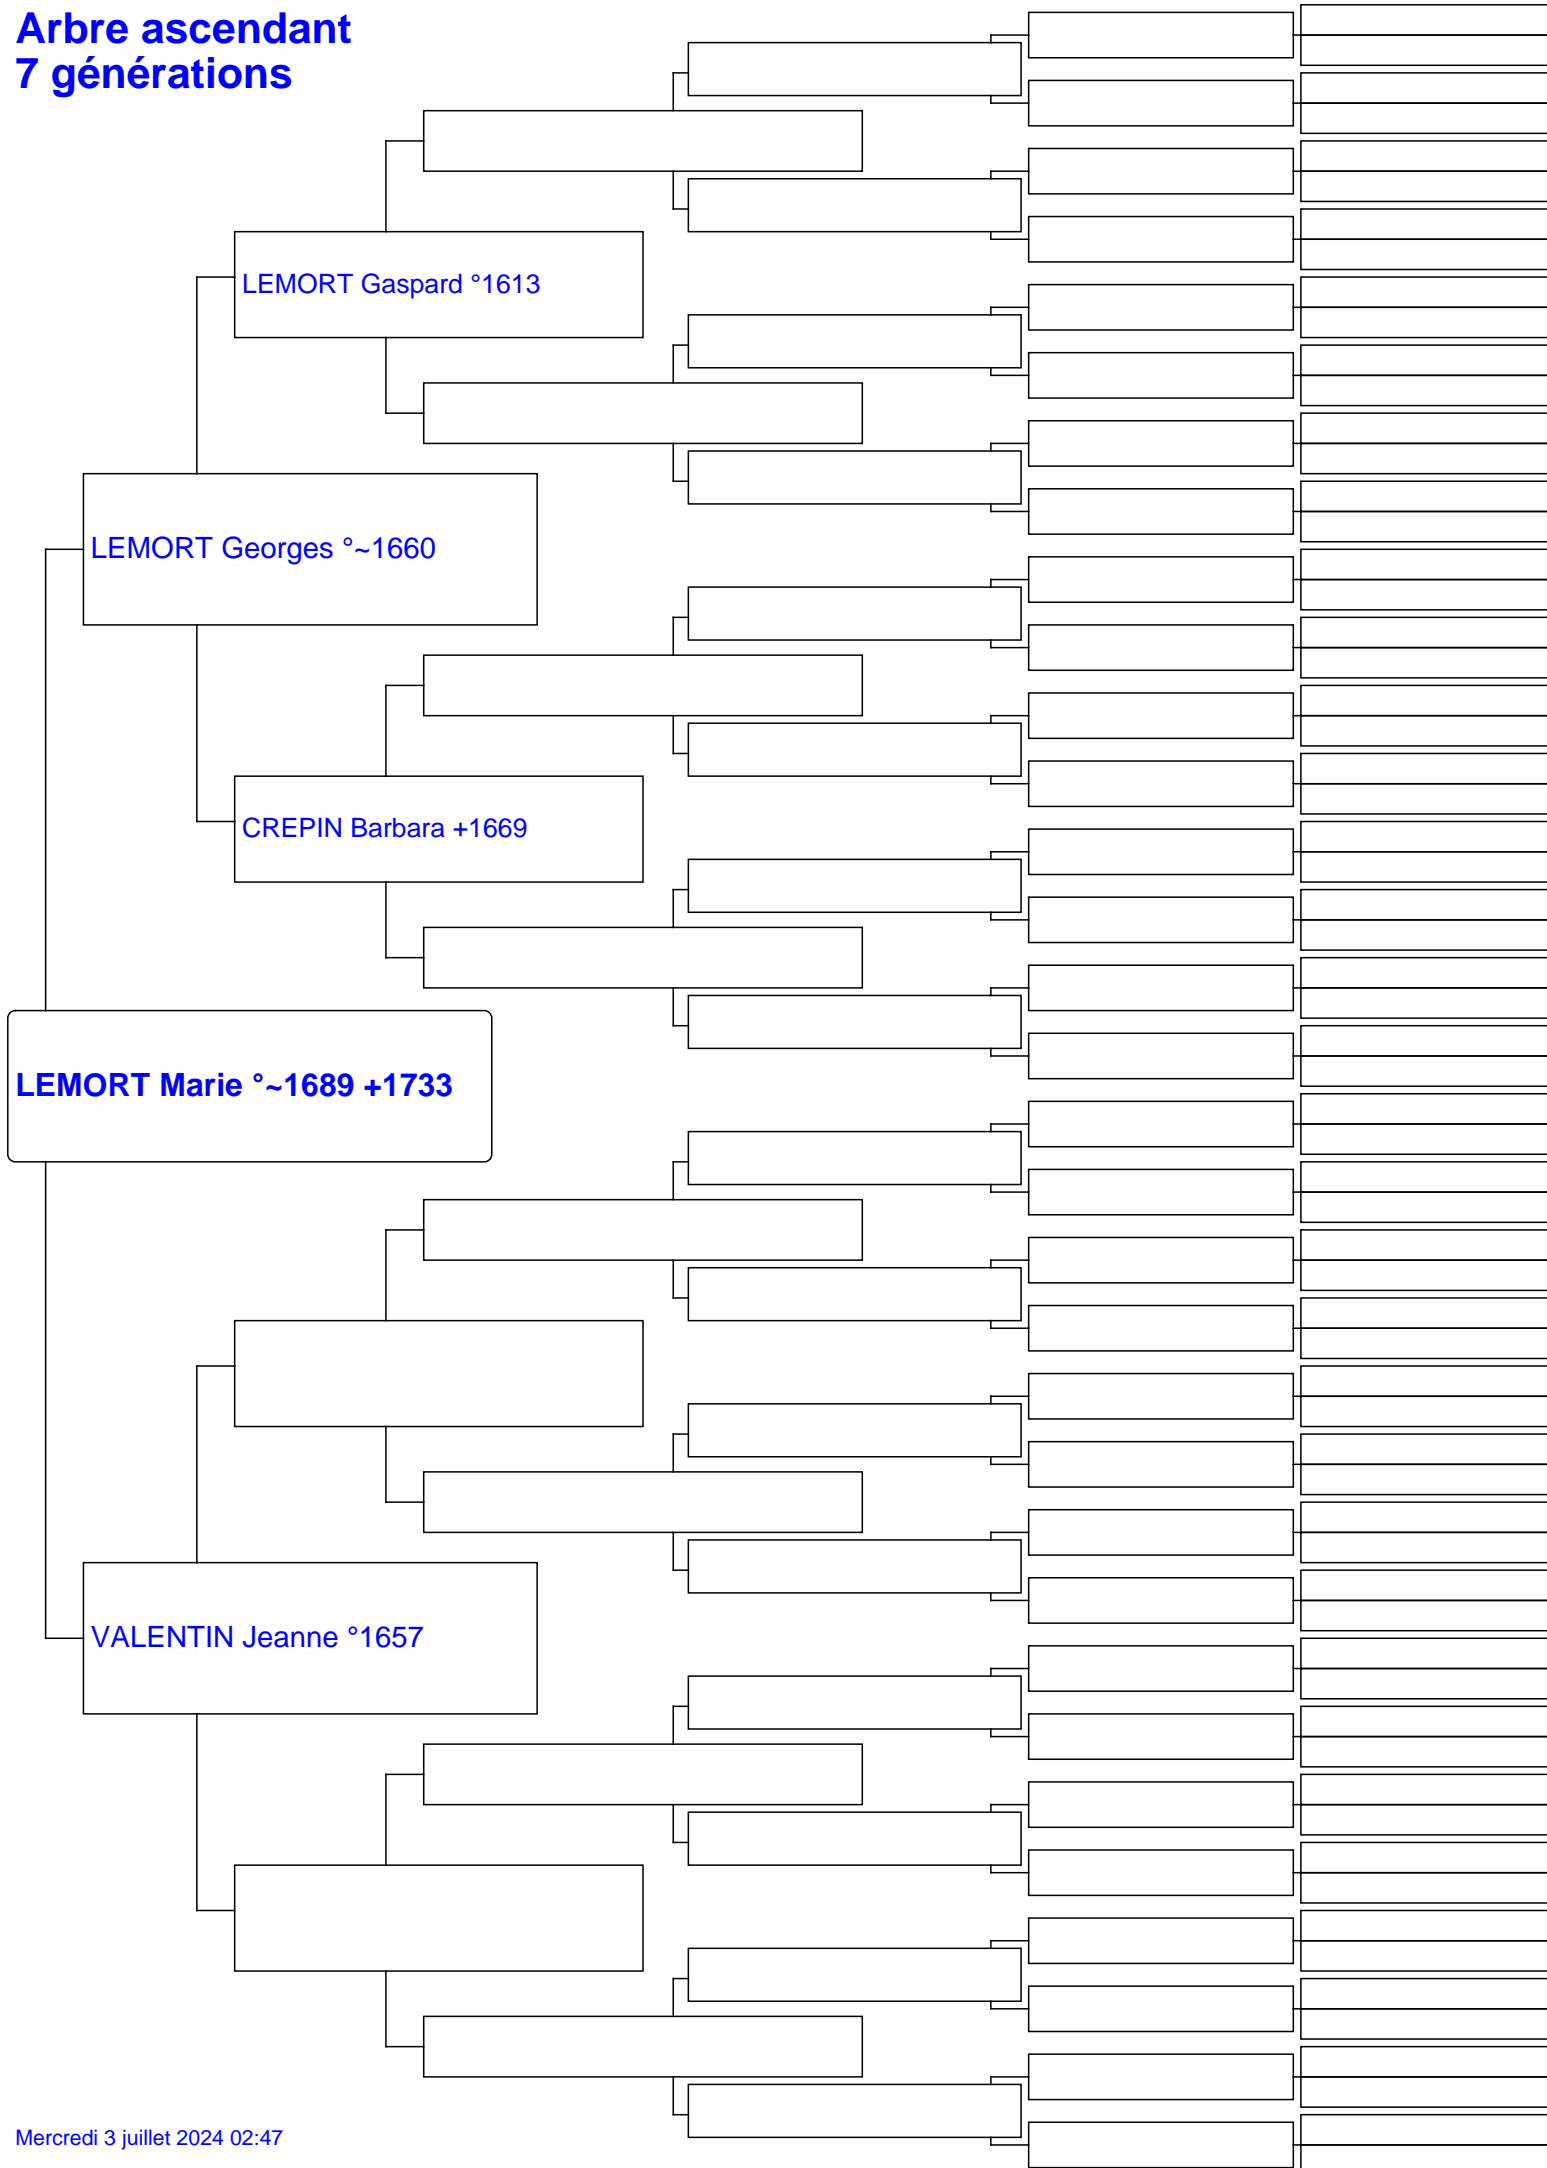 Arbre ascendant
7 générations
LEMORT Gaspard °1613
LEMORT Georges °~1660
CREPIN Barbara +1669
LEMORT Marie °~1689 +1733
VALENTIN Jeanne °1657
Mercredi 3 juillet 2024 02:47